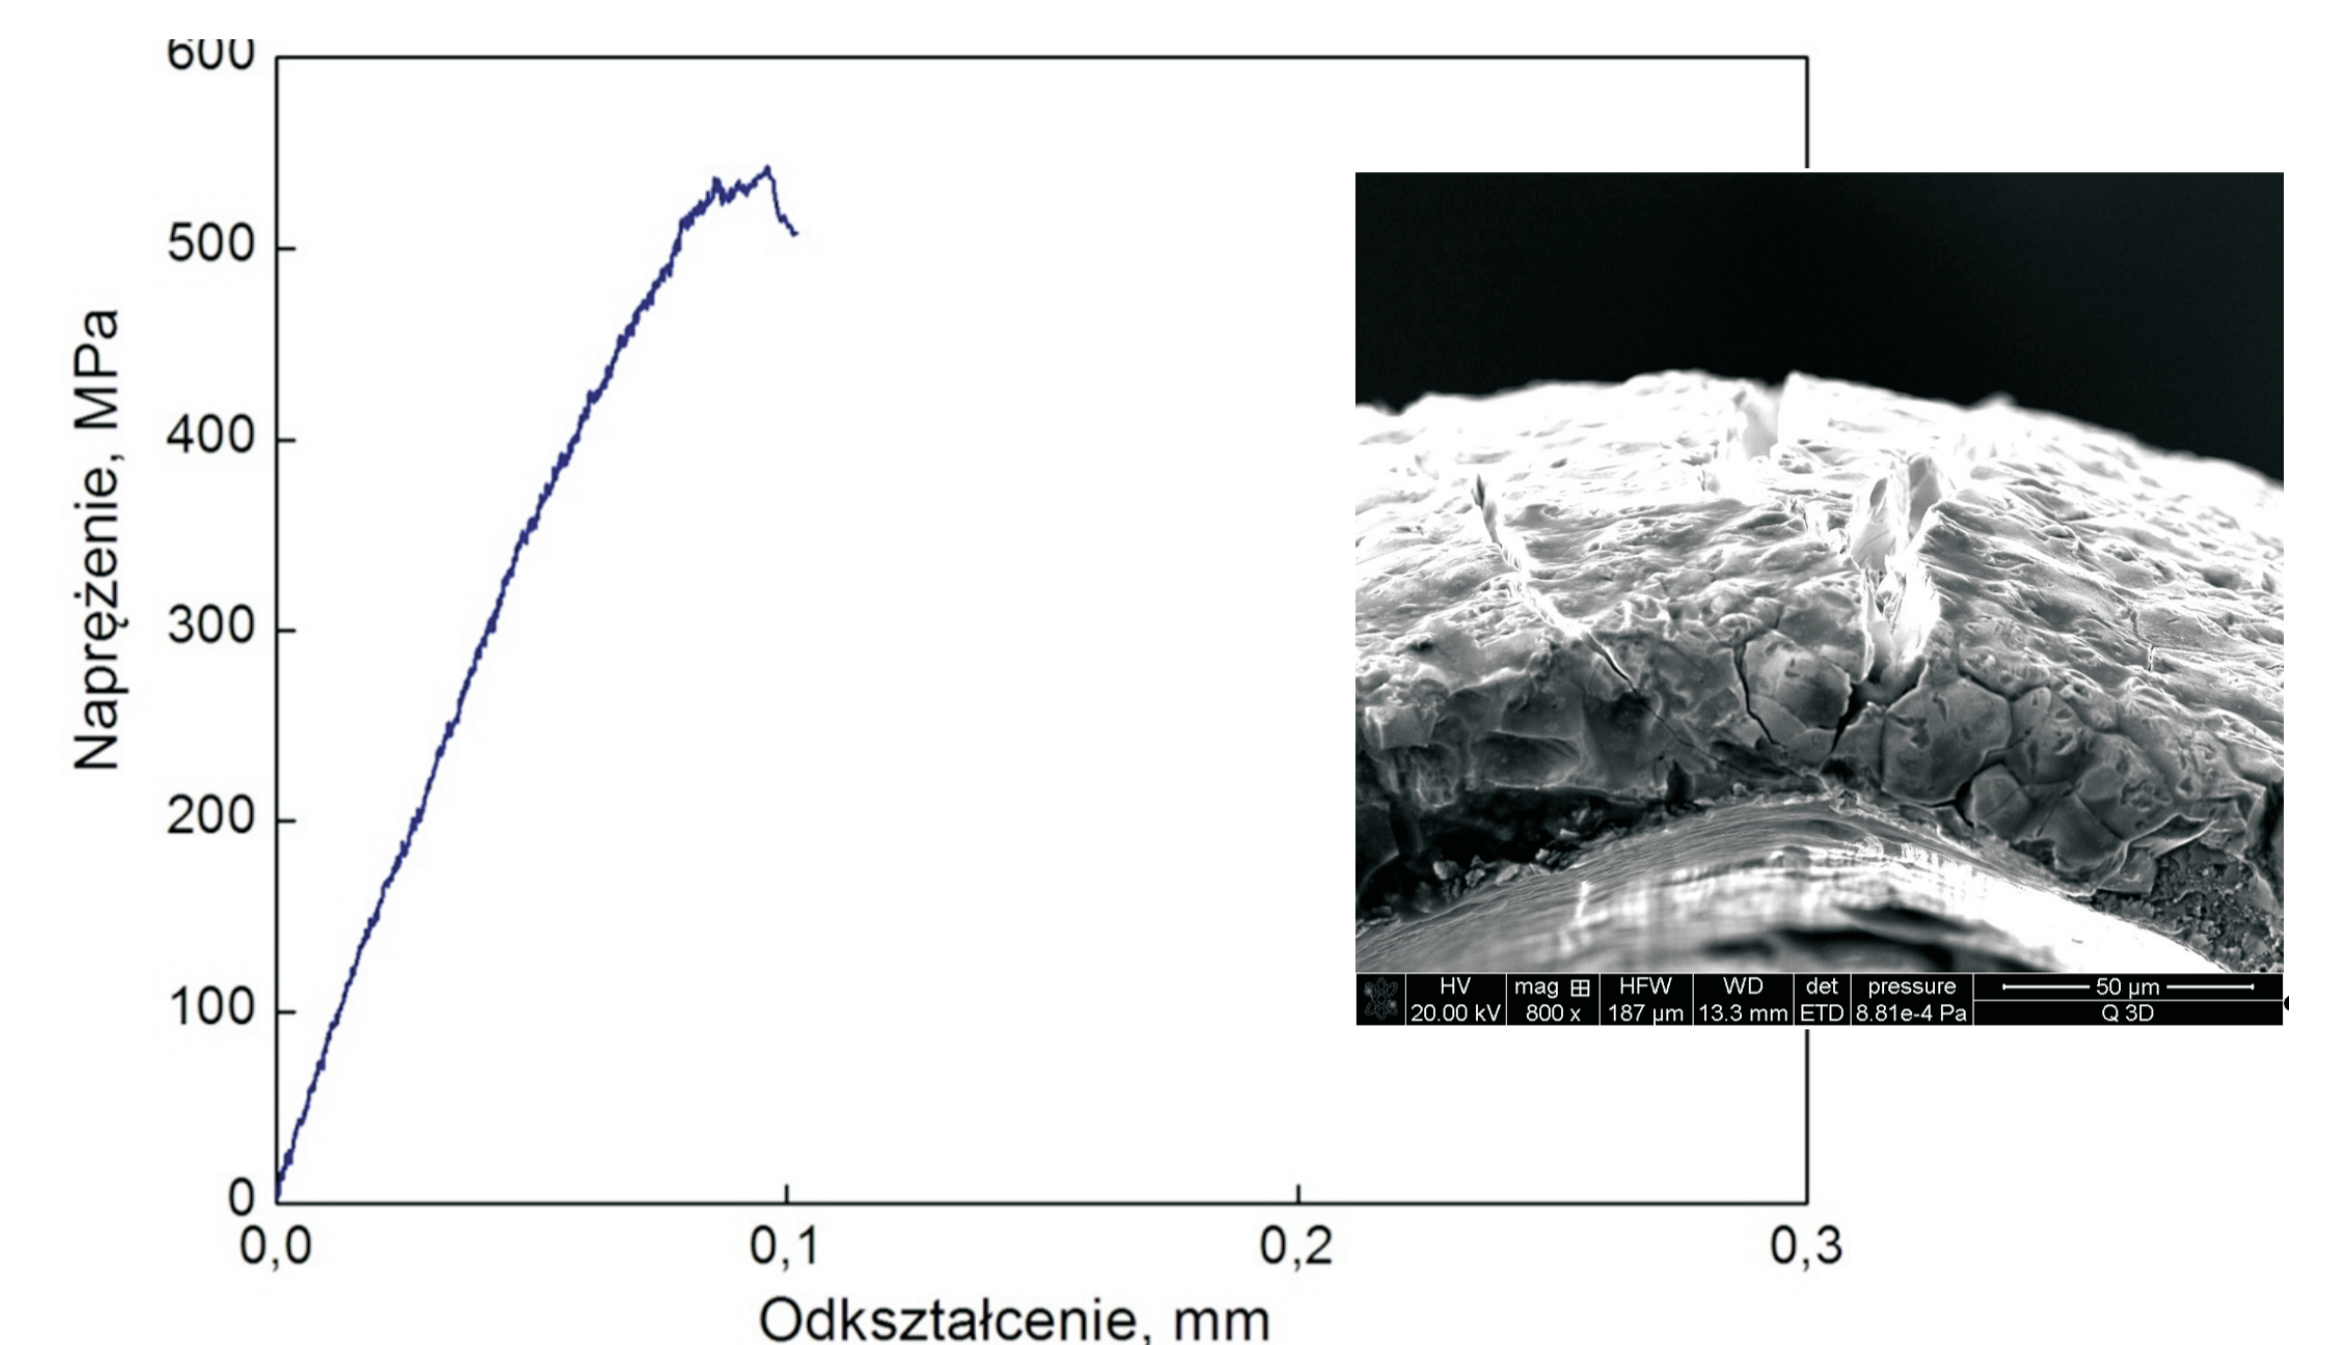 600
500
400
300
200
100
0
Naprężenie, MPa
0,0 0,1 0,2 0,3
Odkształcenie, mm
HV mag HFW WD det pressure 50 µm
20.00 kV 800 x 187 µm 13.3 mm ETD 8.81e-4 Pa Q 3D